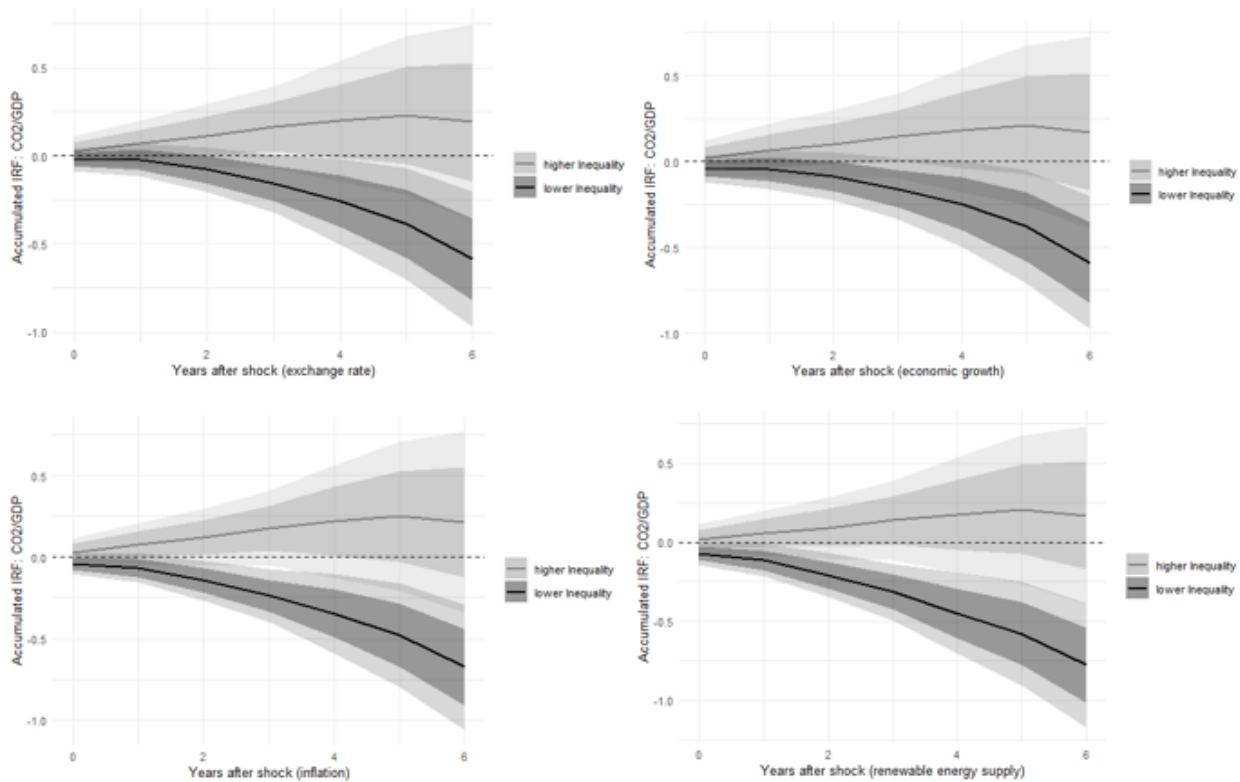 Accumulated IRF: CO2/GDP
0.5
0.0
-0.5
-1.0
0 2 4 6
Years after shock (exchange rate)
higher Inequality
lower Inequality
Accumulated IRF: CO2/GDP
0.5
0.0
-0.5
-1.0
0 2 4 6
Years after shock (economic growth)
higher Inequality
lower Inequality
Accumulated IRF: CO2/GDP
0.5
0.0
-0.5
-1.0
0 2 4 6
Years after shock (inflation)
higher Inequality
lower Inequality
Accumulated IRF: CO2/GDP
0.5
0.0
-0.5
-1.0
0 2 4 6
Years after shock (renewable energy supply)
higher Inequality
lower Inequality